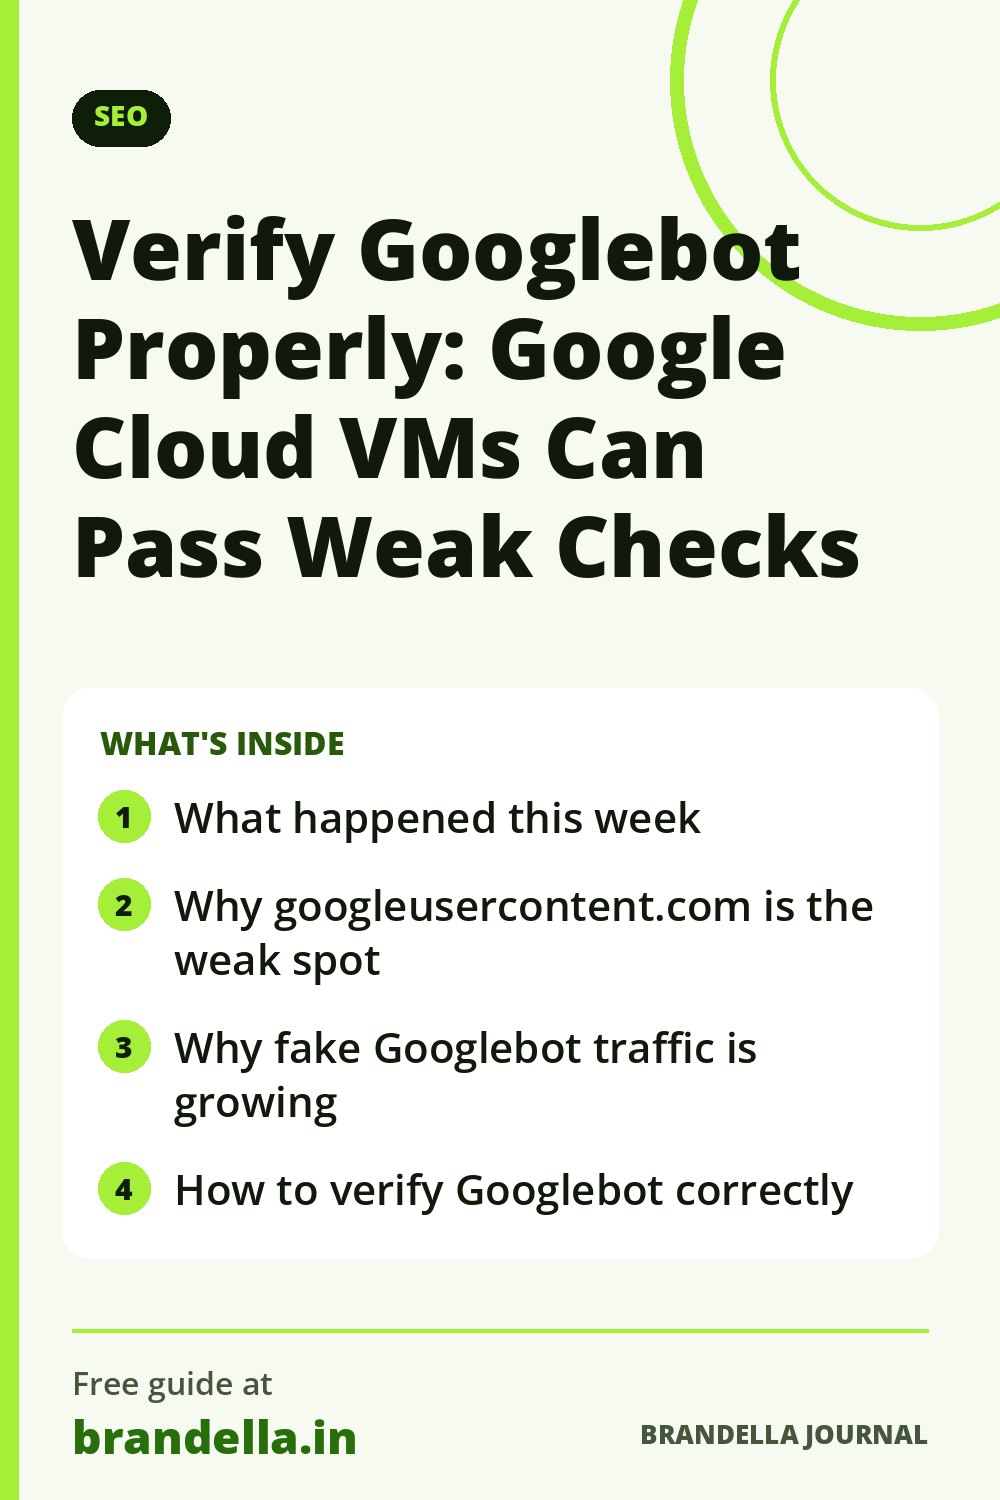 SEO
Verify Googlebot
Properly: Google
Cloud VMs Can
Pass Weak Checks
WHAT'S INSIDE
1 What happened this week
2 Why googleusercontent.com is the
weak spot
3 Why fake Googlebot traffic is
growing
4 How to verify Googlebot correctly
Free guide at
brandella.in
BRANDELLA JOURNAL